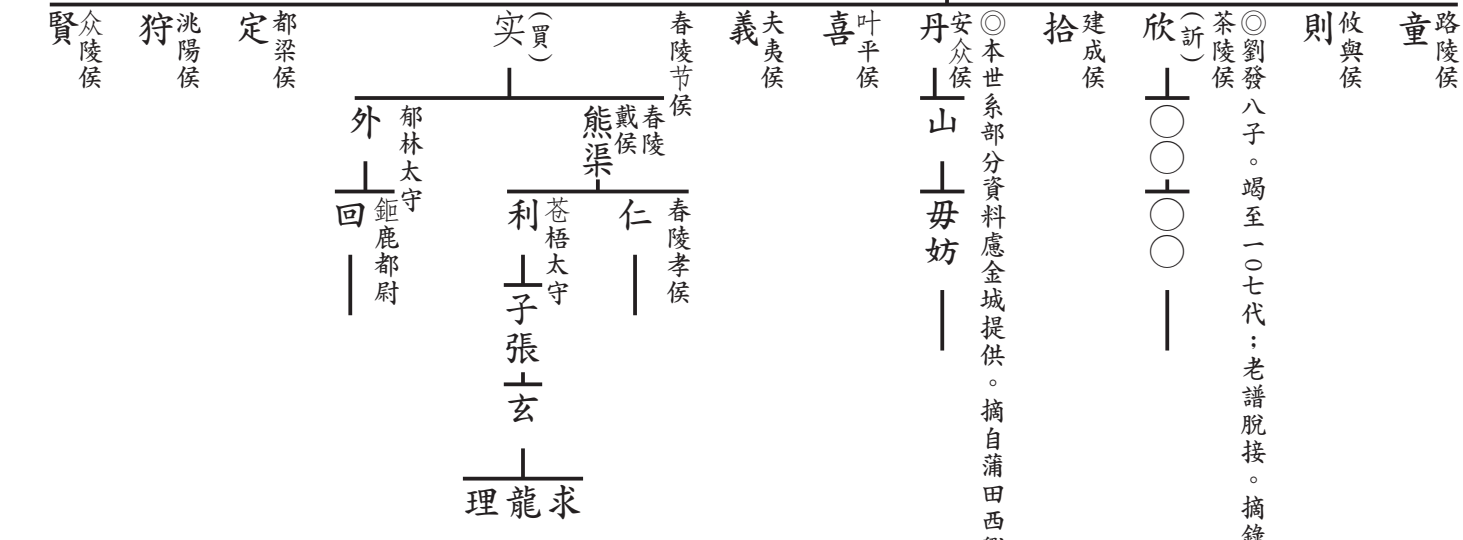 路陵侯
童
攸與侯
則
◎劉發八子。竭至一○七代；老譜脫接。摘錄
茶陵侯
欣
(訢)
○○
○○
建成侯
拾
◎本世系部分資料慮金城提供。摘自蒲田西
安众侯
丹
山
毋妨
叶平侯
喜
夫夷侯
義
春陵节侯
实
(買)
春陵
戴侯
熊渠
春陵孝侯
仁
苍梧太守
利
子張
玄
求
龍
理
郁林太守
外
鉅鹿都尉
回
都梁侯
定
洮陽侯
狩
众陵侯
賢